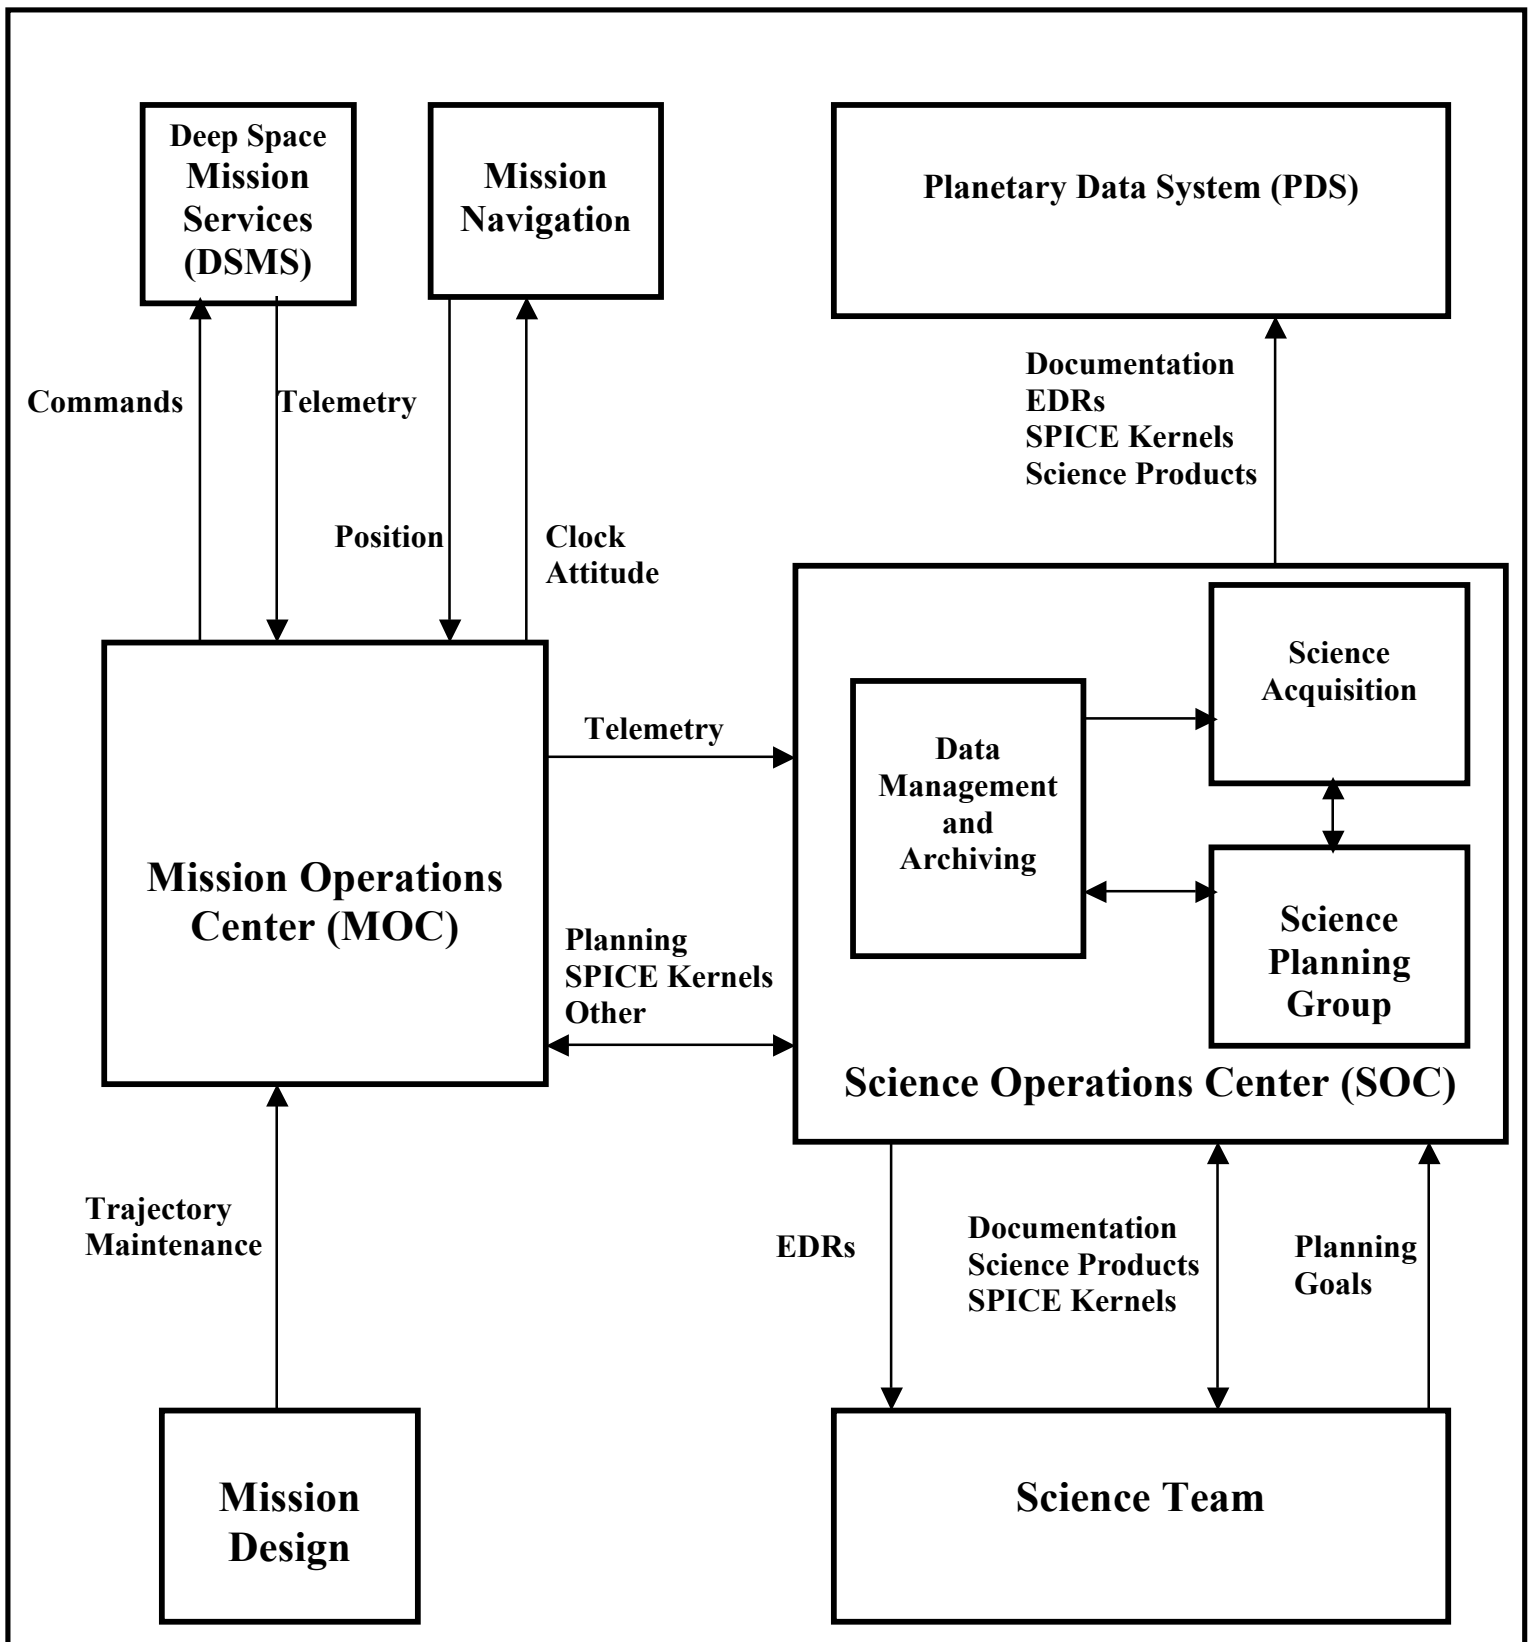 Deep Space
Mission
Services
(DSMS)
Mission
Navigation
Planetary Data System (PDS)
Commands
Telemetry
Position
Clock
Attitude
Documentation
EDRs
SPICE Kernels
Science Products
Mission Operations
Center (MOC)
Telemetry
Planning
SPICE Kernels
Other
Data
Management
and
Archiving
Science
Acquisition
Science
Planning
Group
Science Operations Center (SOC)
Trajectory
Maintenance
EDRs
Documentation
Science Products
SPICE Kernels
Planning
Goals
Mission
Design
Science Team